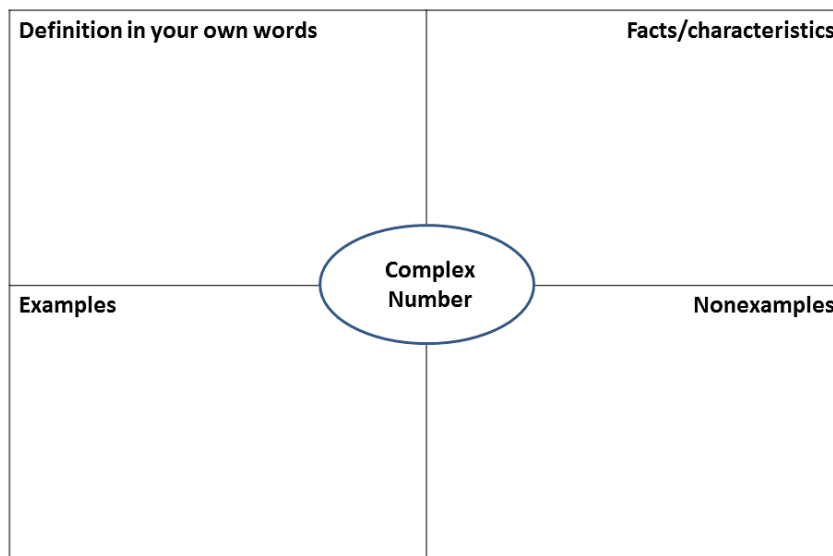 Definition in your own words
Facts/characteristics
Complex
Number
Examples
Nonexamples